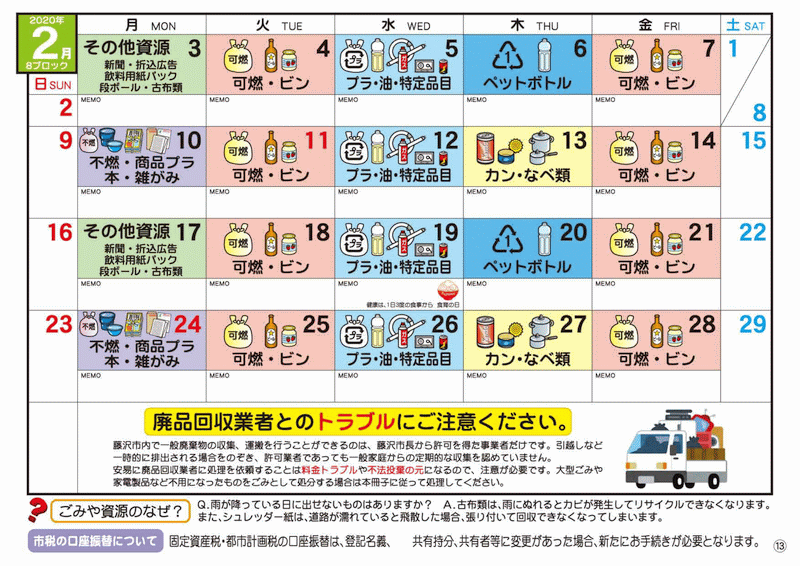 2020年
2月
8ブロック
月 MON
火 TUE
水 WED
木 THU
金 FRI
土 SAT
日 SUN
その他資源 3
新聞・折込広告
飲料用紙パック
段ボール・古布類
可燃
4
可燃・ビン
プラ
5
プラ・油・特定品目
1
6
ペットボトル
可燃
7
可燃・ビン
1
8
2
MEMO
MEMO
MEMO
MEMO
MEMO
9
不燃
10
不燃・商品プラ
本・雑がみ
可燃
11
可燃・ビン
プラ
12
プラ・油・特定品目
13
カン・なべ類
可燃
14
可燃・ビン
15
MEMO
MEMO
MEMO
MEMO
MEMO
16
その他資源 17
新聞・折込広告
飲料用紙パック
段ボール・古布類
可燃
18
可燃・ビン
プラ
19
プラ・油・特定品目
1
20
ペットボトル
可燃
21
可燃・ビン
22
MEMO
MEMO
MEMO
MEMO
MEMO
健康は、1日3度の食事から 食育の日
23
不燃
24
不燃・商品プラ
本・雑がみ
可燃
25
可燃・ビン
プラ
26
プラ・油・特定品目
27
カン・なべ類
可燃
28
可燃・ビン
29
MEMO
MEMO
MEMO
MEMO
MEMO
廃品回収業者とのトラブルにご注意ください。
藤沢市内で一般廃棄物の収集、運搬を行うことができるのは、藤沢市長から許可を得た事業者だけです。引越しなど
一時的に排出される場合をのぞき、許可業者であっても一般家庭からの定期的な収集を認めていません。
安易に廃品回収業者に処理を依頼することは料金トラブルや不法投棄の元になるので、注意が必要です。大型ごみや
家電製品など不用になったものをごみとして処分する場合は本冊子に従って処理してください。
? ごみや資源のなぜ?
Q.雨が降っている日に出せないものはありますか? A.古布類は、雨にぬれるとカビが発生してリサイクルできなくなります。
また、シュレッダー紙は、道路が濡れていると飛散した場合、張り付いて回収できなくなってしまいます。
市税の口座振替について
固定資産税・都市計画税の口座振替は、登記名義、 共有持分、共有者等に変更があった場合、新たにお手続きが必要となります。
⑬